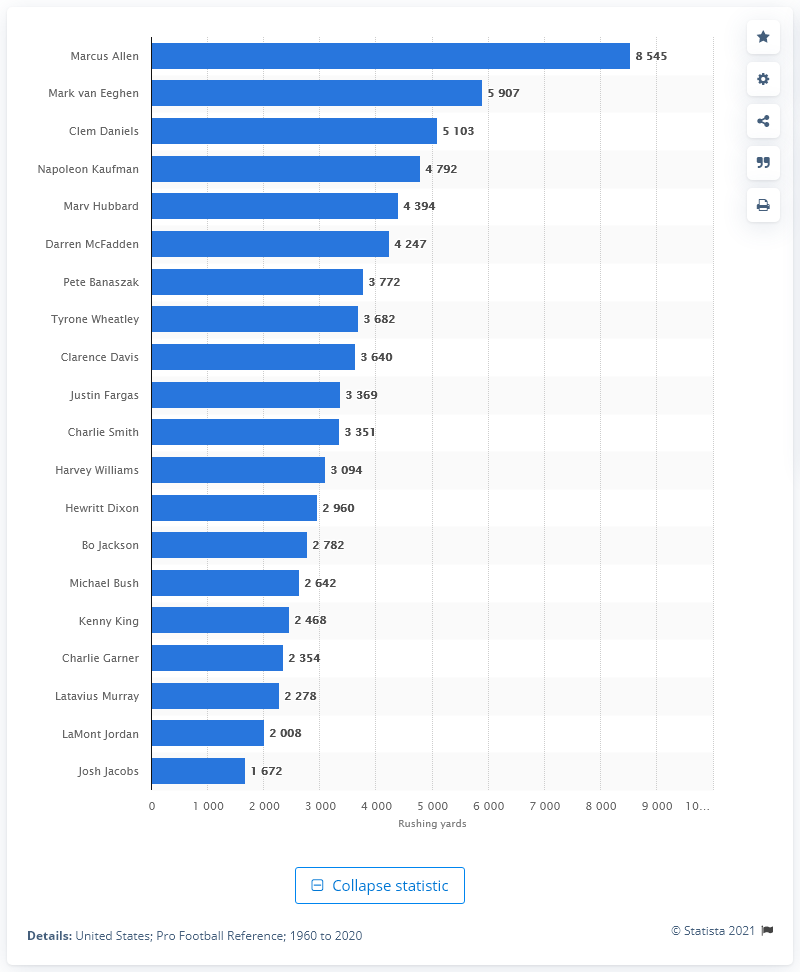 Marcus Allen 8 545
Mark van Eeghen 5 907
Clem Daniels 5 103
Napoleon Kaufman 4 792
Marv Hubbard 4 394
Darren McFadden 4 247
Pete Banaszak 3 772
Tyrone Wheatley 3 682
Clarence Davis 3 640
Justin Fargas 3 369
Charlie Smith 3 351
Harvey Williams 3 094
Hewritt Dixon 2 960
Bo Jackson 2 782
Michael Bush 2 642
Kenny King 2 468
Charlie Garner 2 354
Latavius Murray 2 278
LaMont Jordan 2 008
Josh Jacobs 1 672
0 1 000 2 000 3 000 4 000 5 000 6 000 7 000 8 000 9 000 10...
Rushing yards
Collapse statistic
© Statista 2021
Details: United States; Pro Football Reference; 1960 to 2020